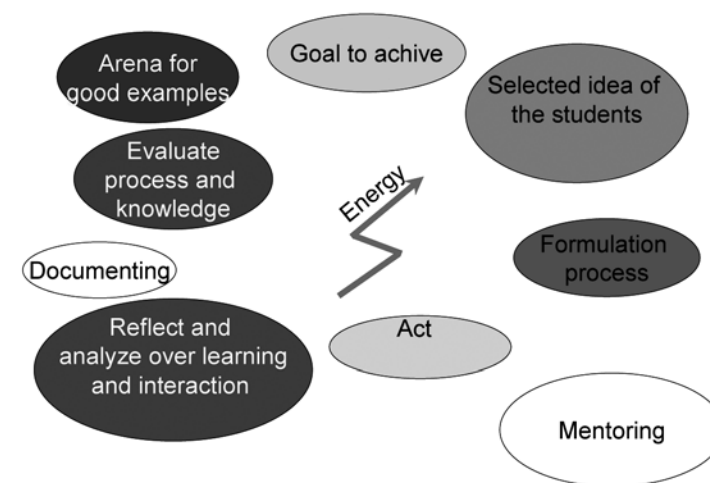 Arena for
good examples
Goal to achive
Selected idea of
the students
Evaluate
process and
knowledge
Energy
Documenting
Formulation
process
Reflect and
analyze over learning
and interaction
Act
Mentoring